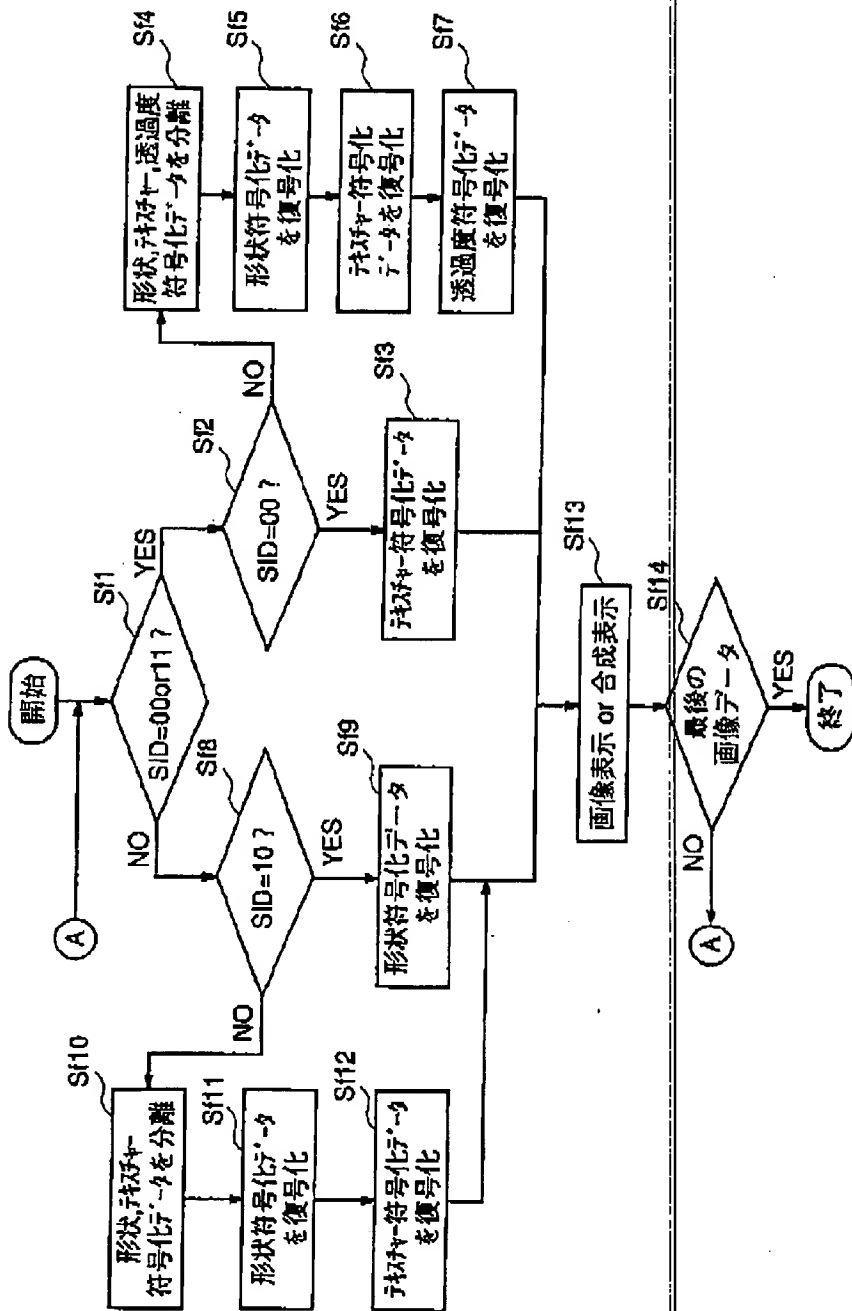 開始
A
Sf1
SID=00or11 ?
NO
YES
Sf8
SID=10 ?
NO
YES
Sf2
SID=00 ?
NO
YES
Sf10
形状,テキスチャー
符号化データを分離
Sf11
形状符号化データ
を復号化
Sf12
テキスチャー符号化データ
を復号化
Sf9
形状符号化データ
を復号化
Sf3
テキスチャー符号化データ
を復号化
Sf4
形状,テキスチャー,透過度
符号化データを分離
Sf5
形状符号化データ
を復号化
Sf6
テキスチャー符号化
データを復号化
Sf7
透過度符号化データ
を復号化
Sf13
画像表示 or 合成表示
Sf14
最後の
画像データ
NO
A
YES
終了